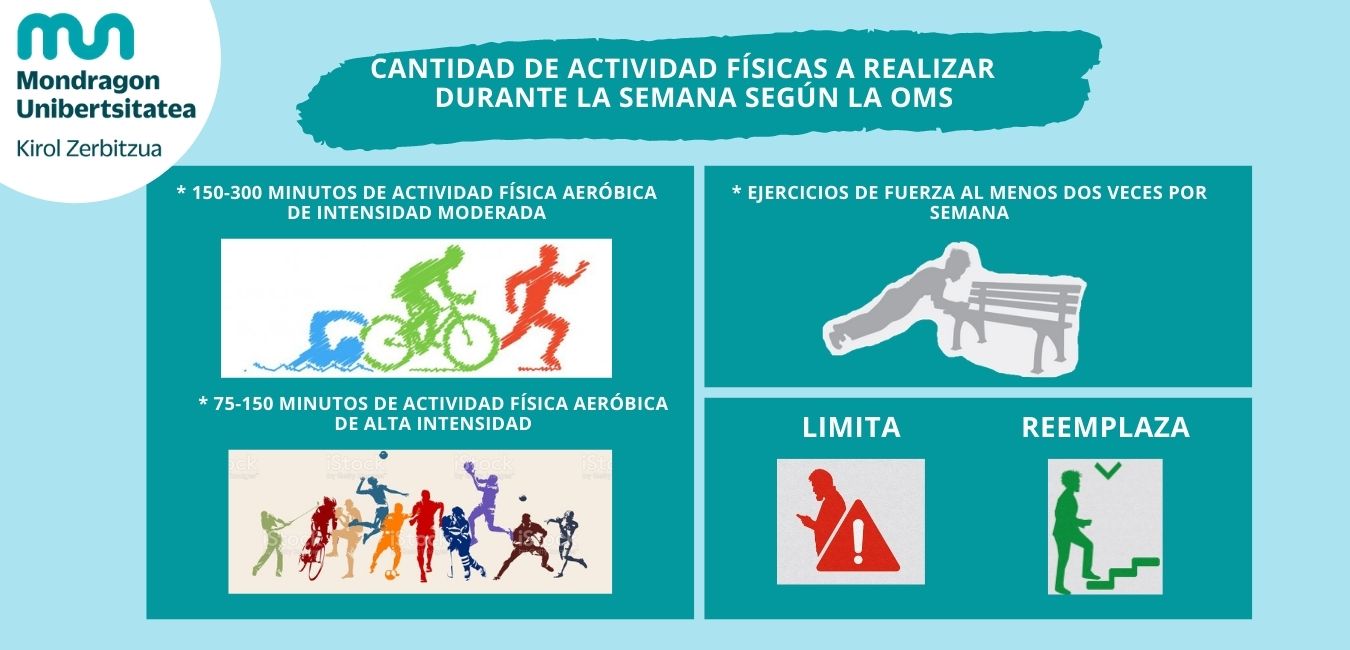 mun
Mondragon
Unibertsitatea
Kirol Zerbitzua
CANTIDAD DE ACTIVIDAD FÍSICAS A REALIZAR
DURANTE LA SEMANA SEGÚN LA OMS
* 150-300 MINUTOS DE ACTIVIDAD FÍSICA AERÓBICA
DE INTENSIDAD MODERADA
* 75-150 MINUTOS DE ACTIVIDAD FÍSICA AERÓBICA
DE ALTA INTENSIDAD
iStock
iStock
iStock
iStock
* EJERCICIOS DE FUERZA AL MENOS DOS VECES POR
SEMANA
LIMITA
REEMPLAZA